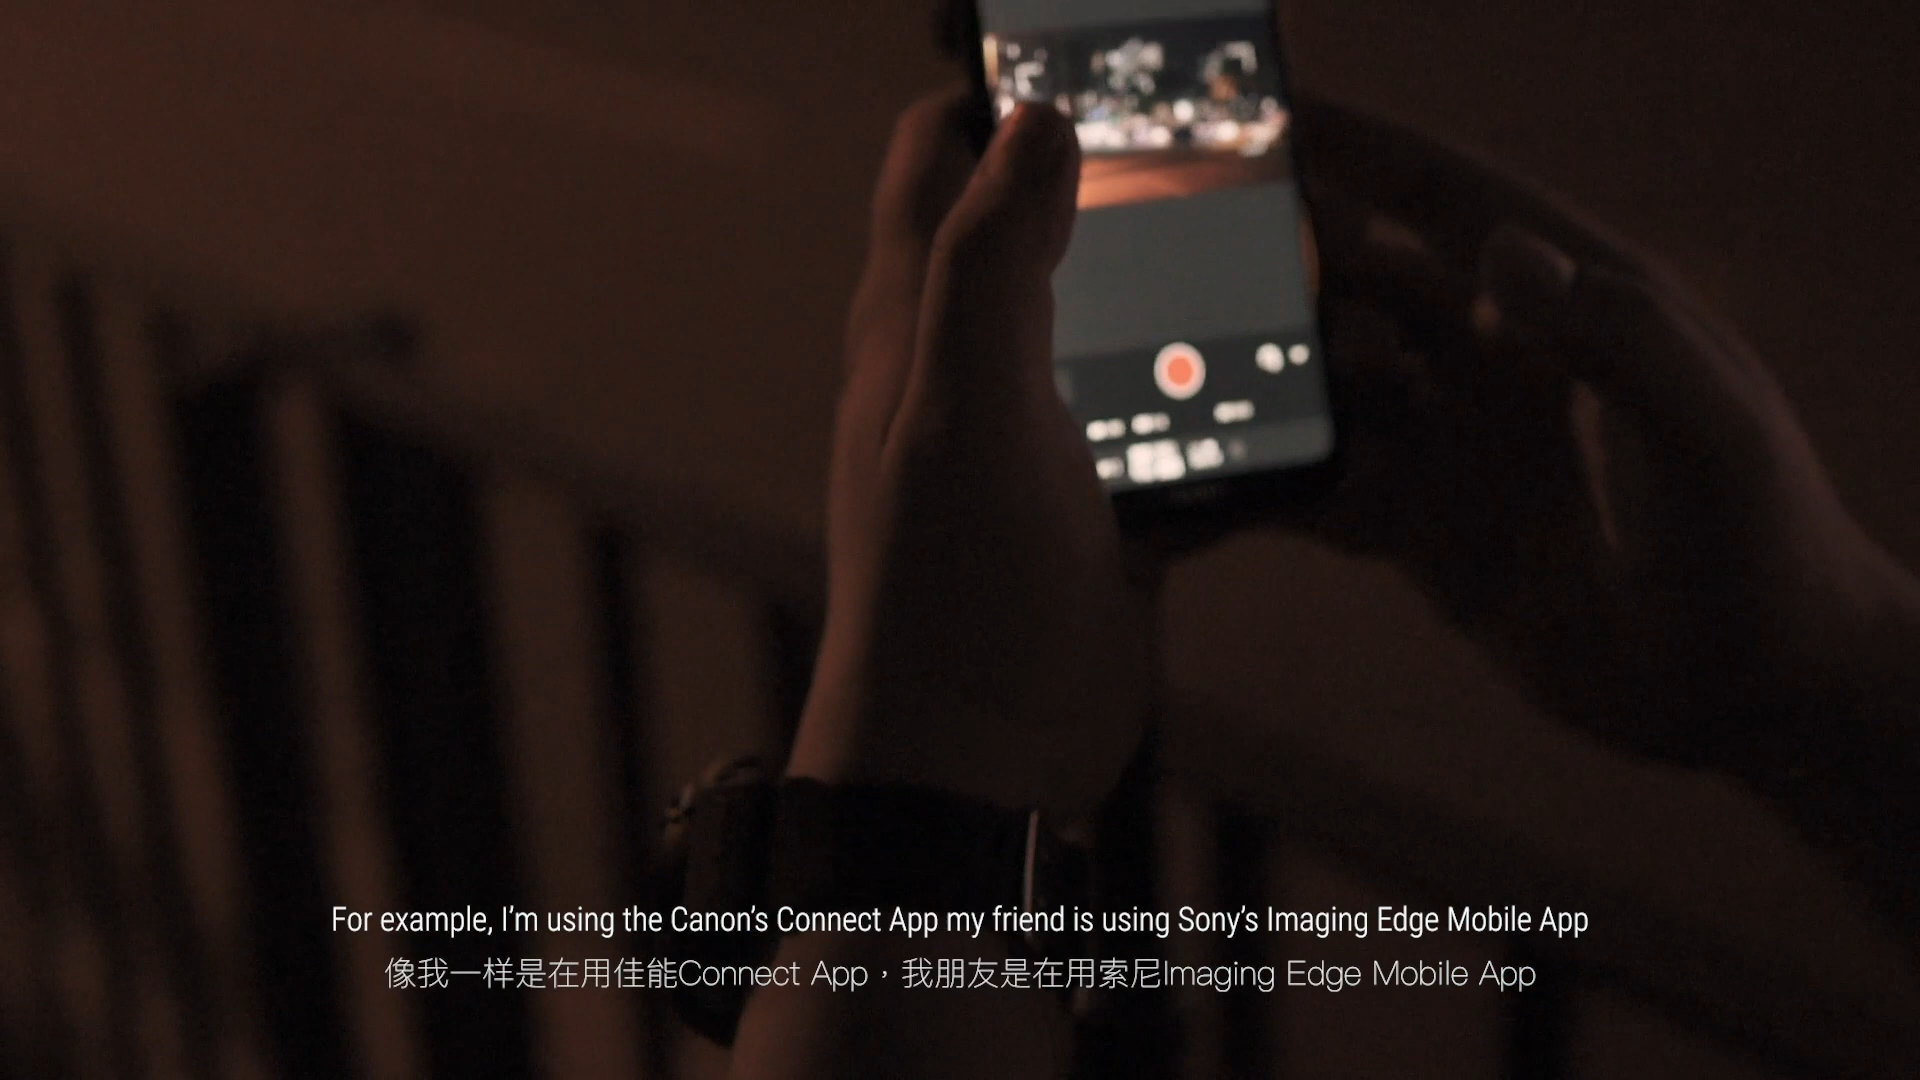 For example, I’m using the Canon’s Connect App my friend is using Sony’s Imaging Edge Mobile App
像我一样是在用佳能Connect App，我朋友是在用索尼Imaging Edge Mobile App